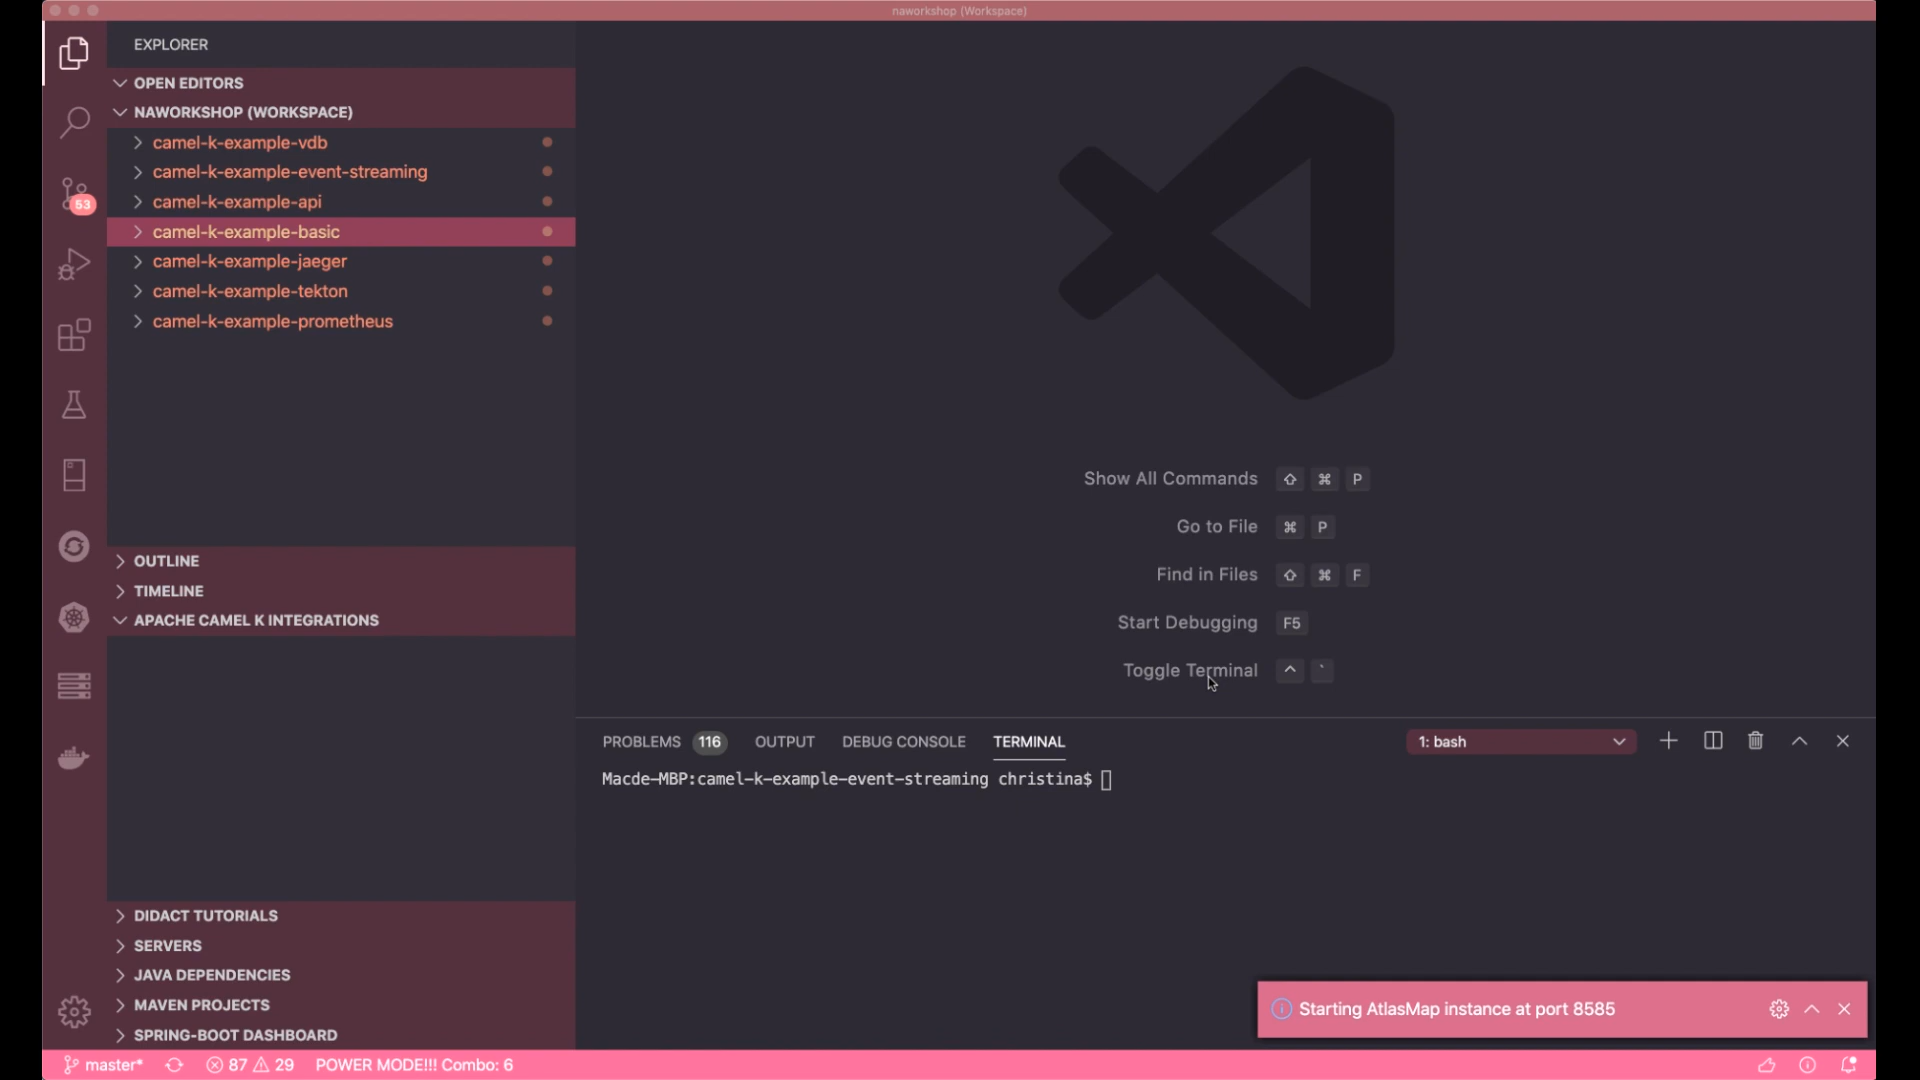 naworkshop (Workspace)
EXPLORER
OPEN EDITORS
NAWORKSHOP (WORKSPACE)
camel-k-example-vdb
camel-k-example-event-streaming
camel-k-example-api
camel-k-example-basic
camel-k-example-jaeger
camel-k-example-tekton
camel-k-example-prometheus
53
OUTLINE
TIMELINE
APACHE CAMEL K INTEGRATIONS
DIDACT TUTORIALS
SERVERS
JAVA DEPENDENCIES
MAVEN PROJECTS
SPRING-BOOT DASHBOARD
Show All Commands ⇧ ⌘ P
Go to File ⌘ P
Find in Files ⇧ ⌘ F
Start Debugging F5
Toggle Terminal ^ `
PROBLEMS 116 OUTPUT DEBUG CONSOLE TERMINAL 1: bash
Macde-MBP:camel-k-example-event-streaming christina$
Starting AtlasMap instance at port 8585
master* 87 29 POWER MODE!!! Combo: 6